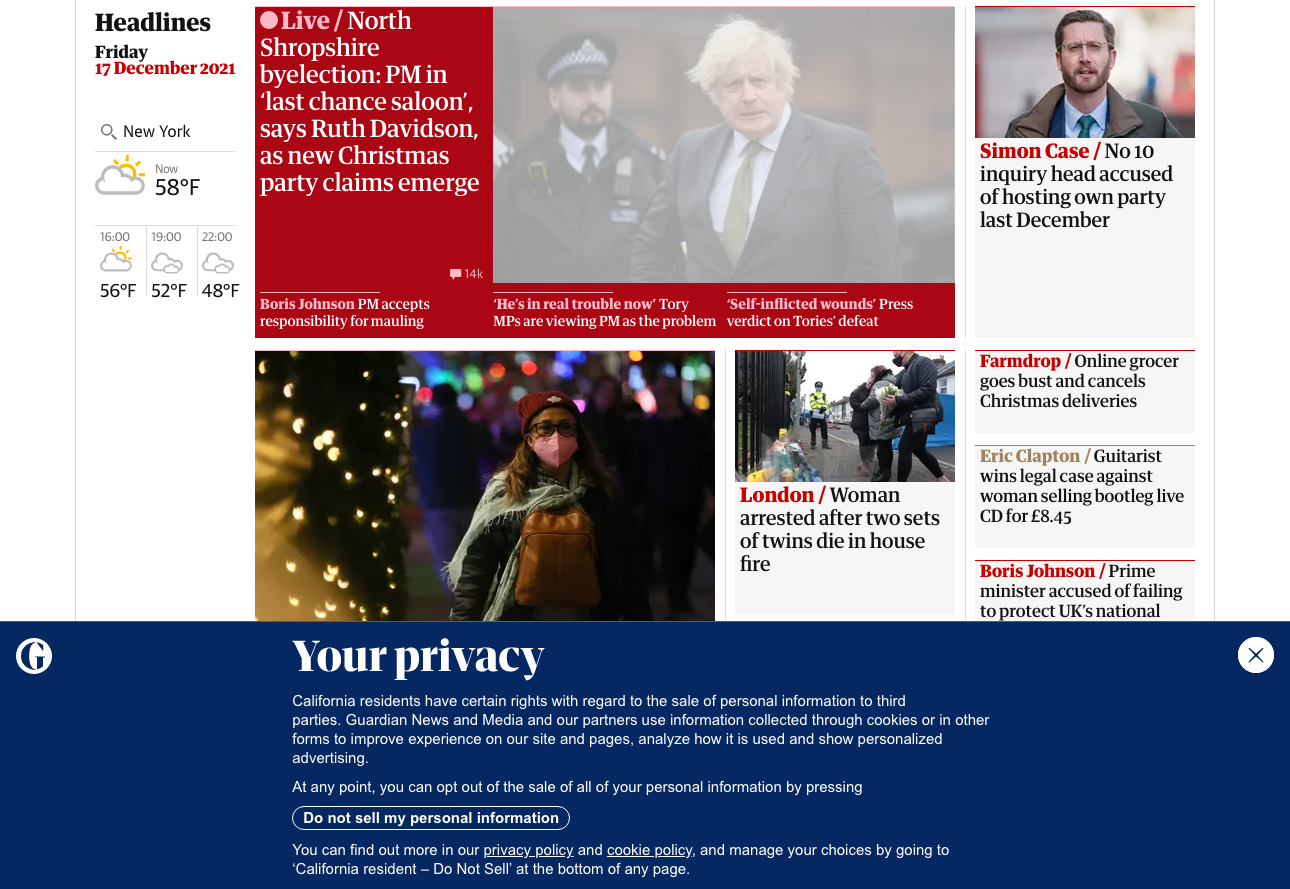 Headlines
Friday
17 December 2021
New York
Now
58°F
16:00
19:00
22:00
56°F
52°F
48°F
Live / North
Shropshire
byelection: PM in
‘last chance saloon’,
says Ruth Davidson,
as new Christmas
party claims emerge
14k
Boris Johnson PM accepts
responsibility for mauling
‘He’s in real trouble now’ Tory
MPs are viewing PM as the problem
‘Self-inflicted wounds’ Press
verdict on Tories’ defeat
Simon Case / No 10
inquiry head accused
of hosting own party
last December
London / Woman
arrested after two sets
of twins die in house
fire
Farmdrop / Online grocer
goes bust and cancels
Christmas deliveries
Eric Clapton / Guitarist
wins legal case against
woman selling bootleg live
CD for £8.45
Boris Johnson / Prime
minister accused of failing
to protect UK’s national
Your privacy
California residents have certain rights with regard to the sale of personal information to third
parties. Guardian News and Media and our partners use information collected through cookies or in other
forms to improve experience on our site and pages, analyze how it is used and show personalized
advertising.
At any point, you can opt out of the sale of all of your personal information by pressing
Do not sell my personal information
You can find out more in our privacy policy and cookie policy, and manage your choices by going to
‘California resident – Do Not Sell’ at the bottom of any page.